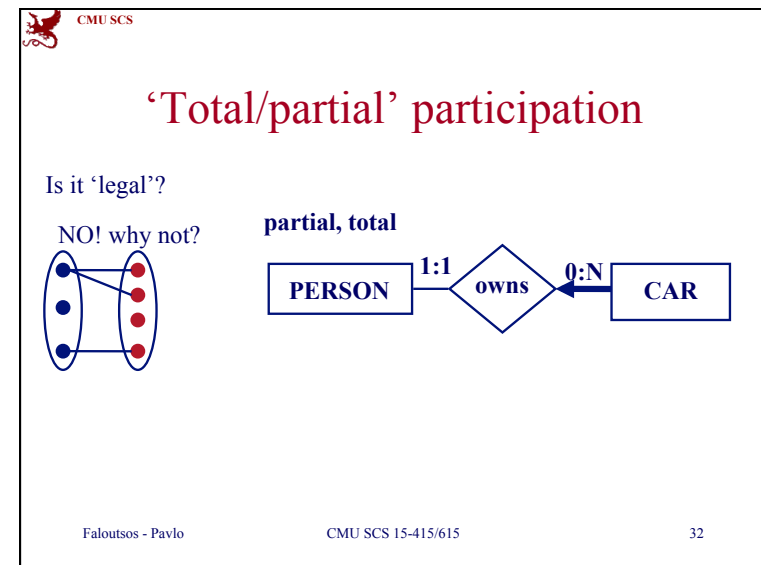 CMU SCS
‘Total/partial’ participation
Is it ‘legal’?
NO! why not?
partial, total
PERSON
1:1
owns
0:N
CAR
Faloutsos - Pavlo
CMU SCS 15-415/615
32